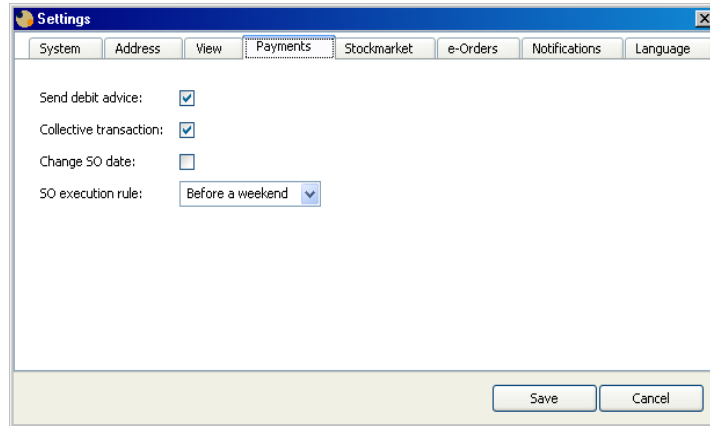 Settings
System Address View Payments Stockmarket e-Orders Notifications Language
Send debit advice:
Collective transaction:
Change SO date:
SO execution rule: Before a weekend
Save Cancel